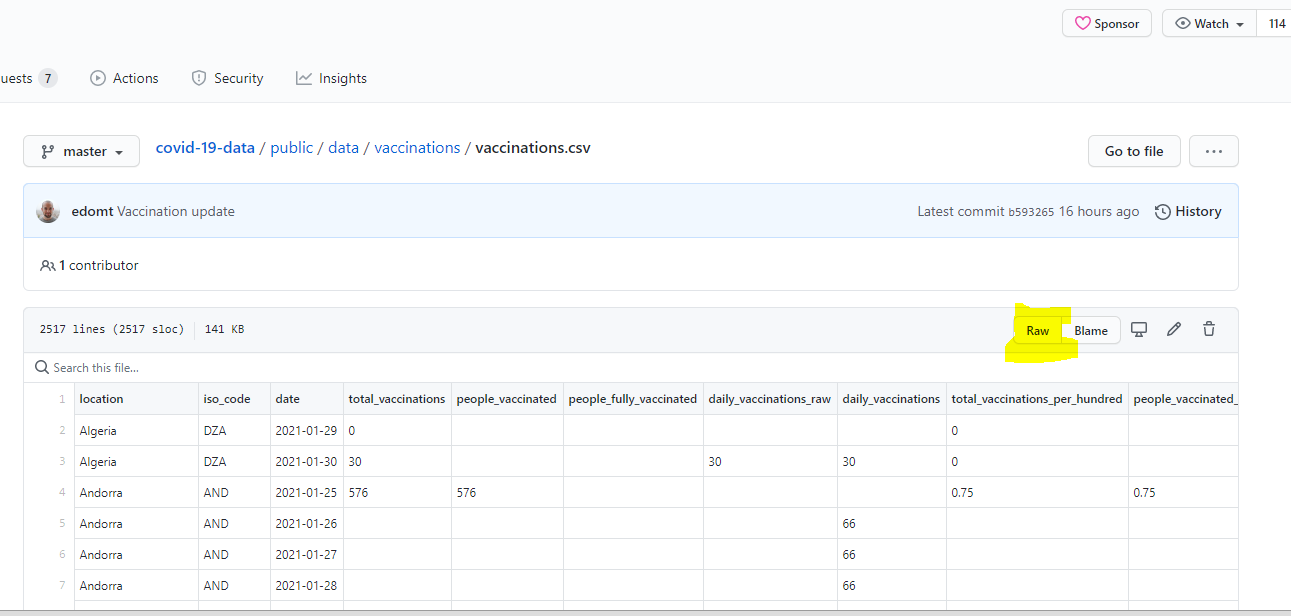 Sponsor Watch 114
uests 7 Actions Security Insights
master covid-19-data / public / data / vaccinations / vaccinations.csv Go to file ...
edomt Vaccination update Latest commit b593265 16 hours ago History
1 contributor
2517 lines (2517 sloc) 141 KB Raw Blame
Search this file...
1 location iso_code date total_vaccinations people_vaccinated people_fully_vaccinated daily_vaccinations_raw daily_vaccinations total_vaccinations_per_hundred people_vaccinated_
2 Algeria DZA 2021-01-29 0 0
3 Algeria DZA 2021-01-30 30 30 30 0
4 Andorra AND 2021-01-25 576 576 0.75 0.75
5 Andorra AND 2021-01-26 66
6 Andorra AND 2021-01-27 66
7 Andorra AND 2021-01-28 66